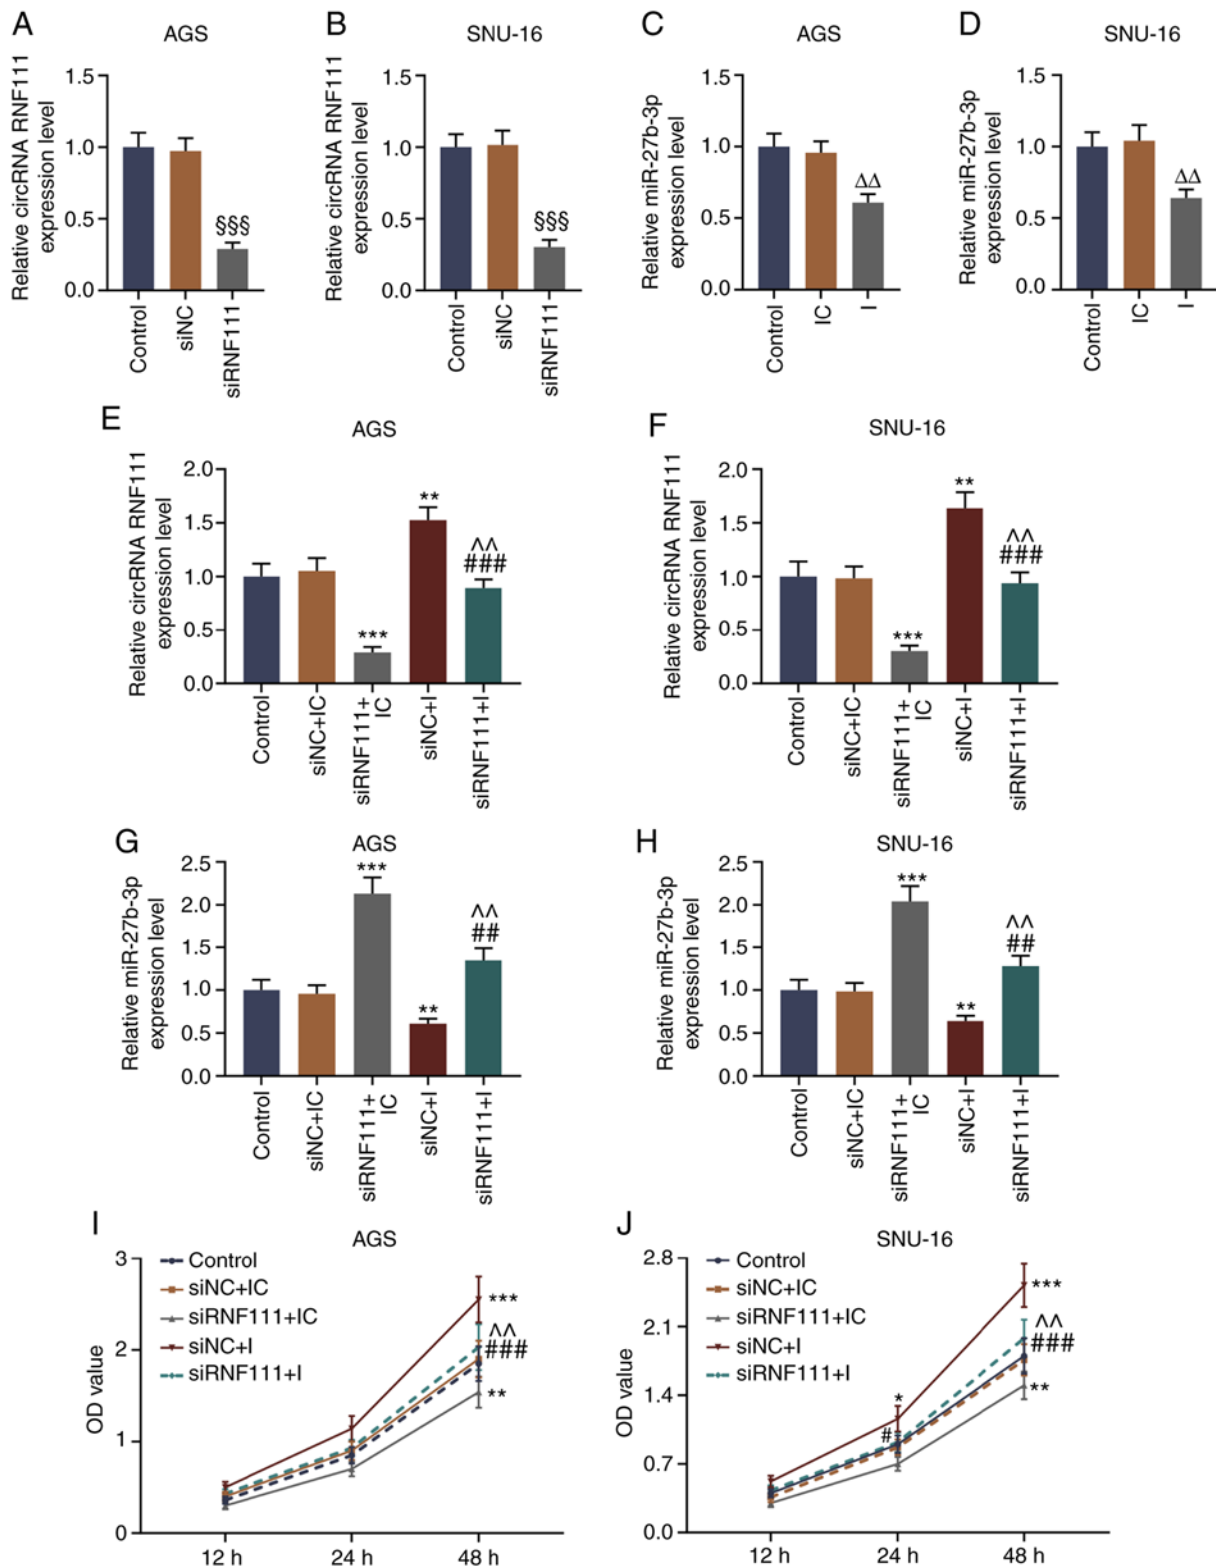 A
AGS
Relative circRNA RNF111
expression level
1.5
1.0
0.5
0.0
§§§
Control
siNC
siRNF111
B
SNU-16
Relative circRNA RNF111
expression level
1.5
1.0
0.5
0.0
§§§
Control
siNC
siRNF111
C
AGS
Relative miR-27b-3p
expression level
1.5
1.0
0.5
0.0
ΔΔ
Control
IC
I
D
SNU-16
Relative miR-27b-3p
expression level
1.5
1.0
0.5
0.0
ΔΔ
Control
IC
I
E
AGS
Relative circRNA RNF111
expression level
2.0
1.5
1.0
0.5
0.0
***
**
^^
###
Control
siNC+IC
siRNF111+
IC
siNC+I
siRNF111+I
F
SNU-16
Relative circRNA RNF111
expression level
2.0
1.5
1.0
0.5
0.0
***
**
^^
###
Control
siNC+IC
siRNF111+
IC
siNC+I
siRNF111+I
G
AGS
Relative miR-27b-3p
expression level
2.5
2.0
1.5
1.0
0.5
0.0
***
**
^^
##
Control
siNC+IC
siRNF111+
IC
siNC+I
siRNF111+I
H
SNU-16
Relative miR-27b-3p
expression level
2.5
2.0
1.5
1.0
0.5
0.0
***
**
^^
##
Control
siNC+IC
siRNF111+
IC
siNC+I
siRNF111+I
I
AGS
OD value
3
2
1
0
Control
siNC+IC
siRNF111+IC
siNC+I
siRNF111+I
***
^^
###
**
12 h
24 h
48 h
J
SNU-16
OD value
2.8
2.1
1.4
0.7
0.0
Control
siNC+IC
siRNF111+IC
siNC+I
siRNF111+I
*
#
***
^^
###
**
12 h
24 h
48 h